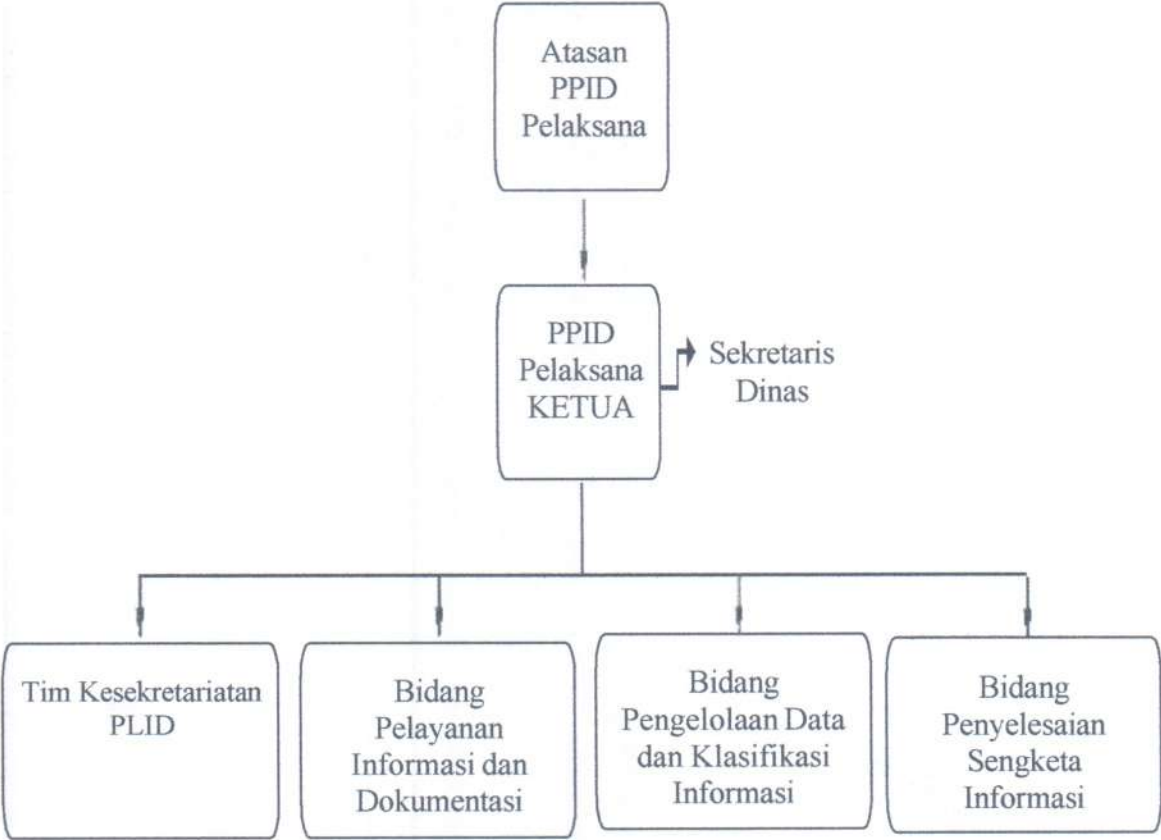 Atasan
PPID
Pelaksana
PPID
Pelaksana
KETUA
Sekretaris
Dinas
Tim Kesekretariatan
PLID
Bidang
Pelayanan
Informasi dan
Dokumentasi
Bidang
Pengelolaan Data
dan Klasifikasi
Informasi
Bidang
Penyelesaian
Sengketa
Informasi